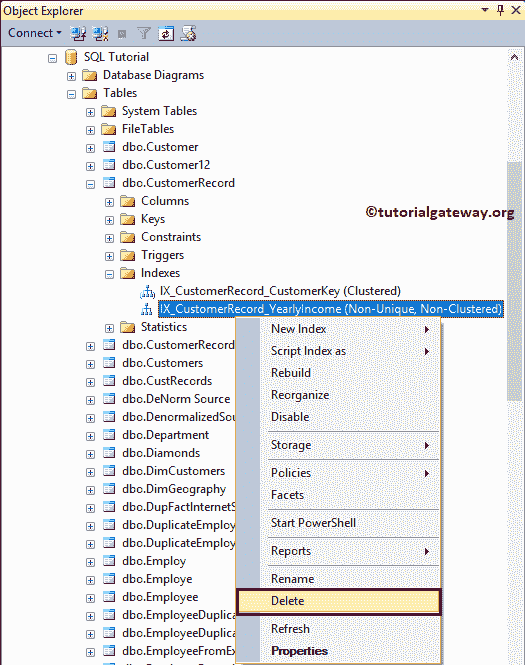 Object Explorer
Connect
SQL Tutorial
Database Diagrams
Tables
System Tables
FileTables
dbo.Customer
dbo.Customer12
dbo.CustomerRecord
Columns
©tutorialgateway.org
Keys
Constraints
Triggers
Indexes
IX_CustomerRecord_CustomerKey (Clustered)
IX_CustomerRecord_YearlyIncome (Non-Unique, Non-Clustered)
Statistics
dbo.CustomerRecord
dbo.Customers
dbo.CustRecords
dbo.DeNorm Source
dbo.DenormalizedSou
dbo.Department
dbo.Diamonds
dbo.DimCustomers
dbo.DimGeography
dbo.DupFactInternetS
dbo.DuplicateEmploy
dbo.DuplicateEmploy
dbo.Employ
dbo.Employe
dbo.Employee
dbo.EmployeeDuplica
dbo.EmployeeDuplica
dbo.EmployeeFromEx
New Index
Script Index as
Rebuild
Reorganize
Disable
Storage
Policies
Facets
Start PowerShell
Reports
Rename
Delete
Refresh
Properties